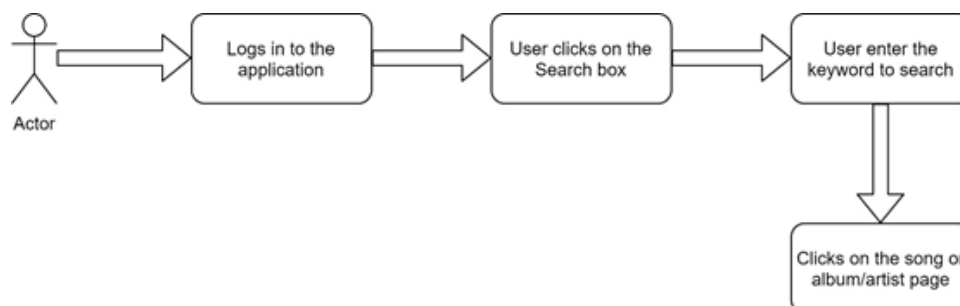 Logs in to the
application
User clicks on the
Search box
User enter the
keyword to search
Actor
Clicks on the song or
album/artist page